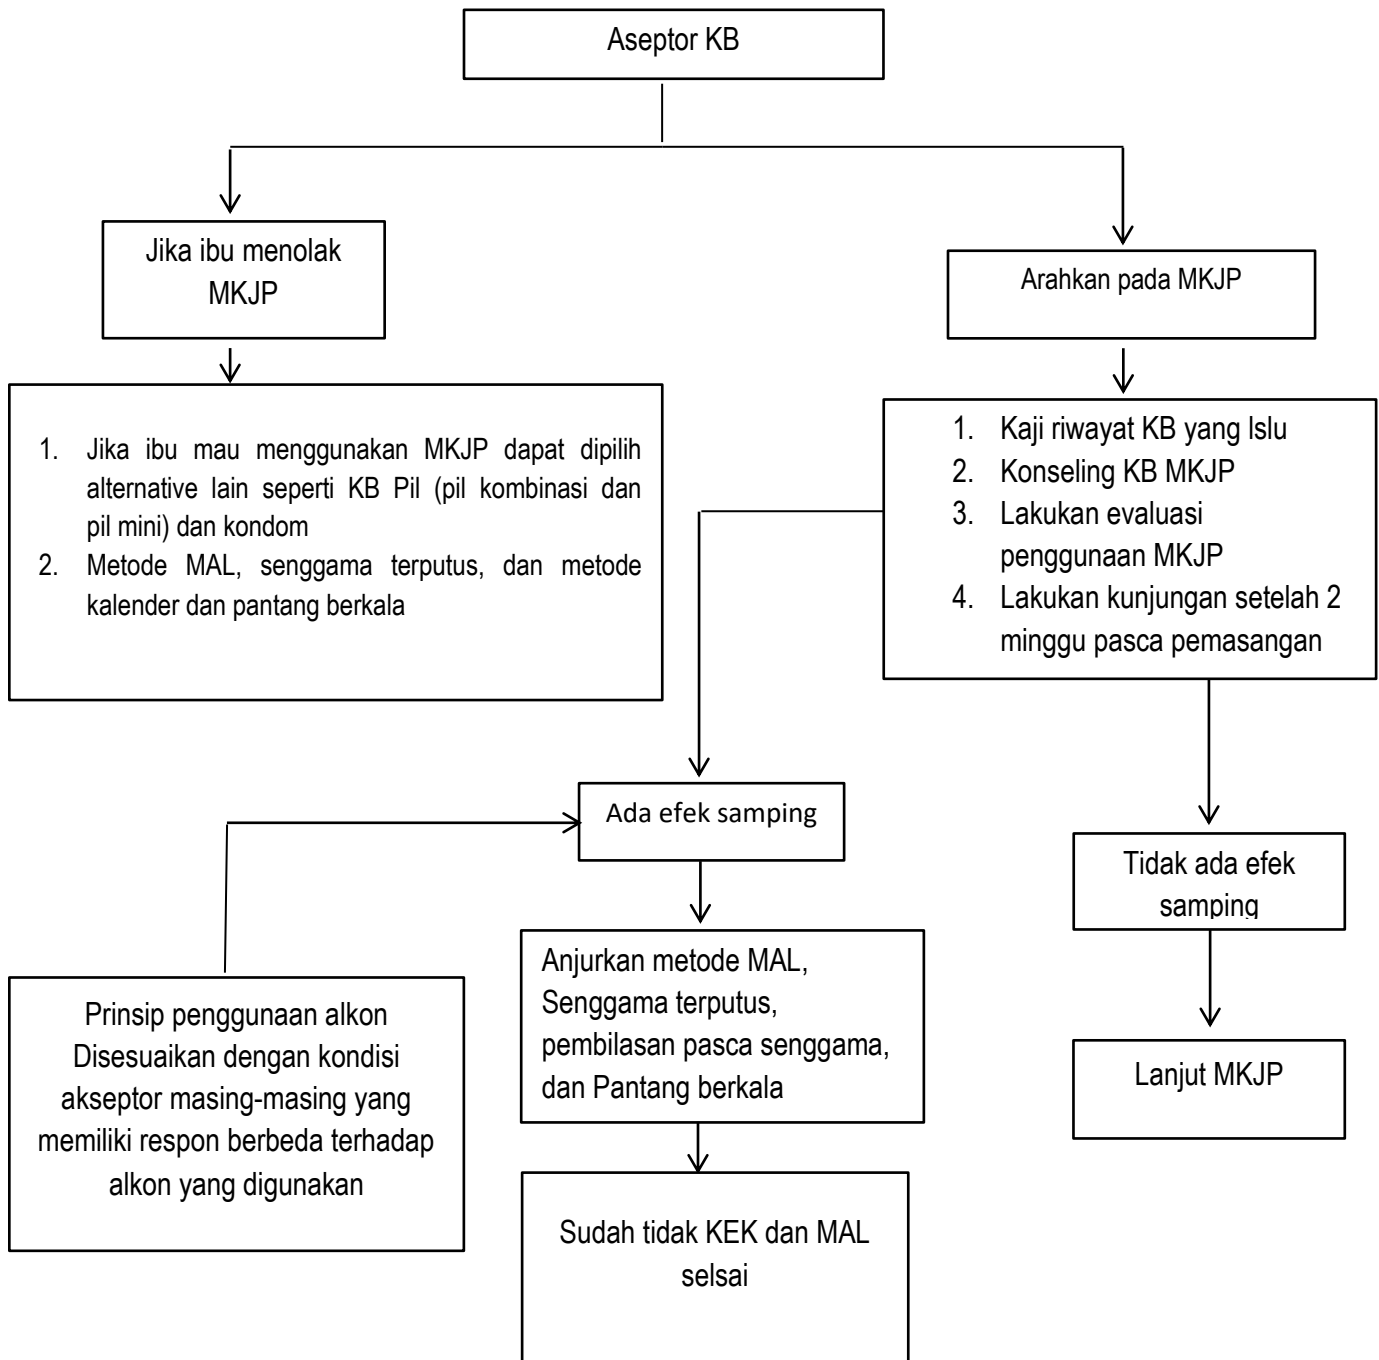 Aseptor KB
Jika ibu menolak
MKJP
Arahkan pada MKJP
1. Jika ibu mau menggunakan MKJP dapat dipilih
alternative lain seperti KB Pil (pil kombinasi dan
pil mini) dan kondom
2. Metode MAL, senggama terputus, dan metode
kalender dan pantang berkala
1. Kaji riwayat KB yang Islu
2. Konseling KB MKJP
3. Lakukan evaluasi
penggunaan MKJP
4. Lakukan kunjungan setelah 2
minggu pasca pemasangan
Ada efek samping
Tidak ada efek
samping
Prinsip penggunaan alkon
Disesuaikan dengan kondisi
akseptor masing-masing yang
memiliki respon berbeda terhadap
alkon yang digunakan
Anjurkan metode MAL,
Senggama terputus,
pembilasan pasca senggama,
dan Pantang berkala
Lanjut MKJP
Sudah tidak KEK dan MAL
selsai